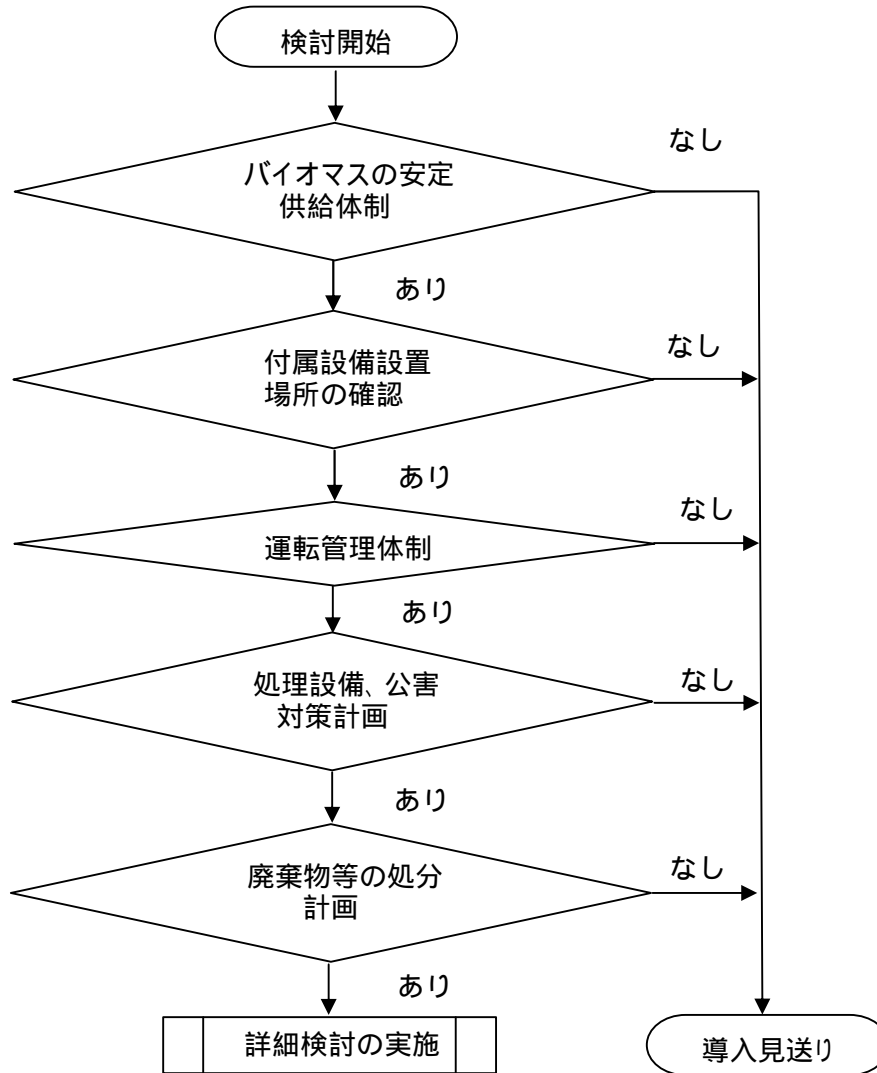 検討開始
なし
バイオマスの安定
供給体制
あり
なし
付属設備設置
場所の確認
あり
なし
運転管理体制
あり
なし
処理設備、公害
対策計画
あり
なし
廃棄物等の処分
計画
あり
詳細検討の実施
導入見送り